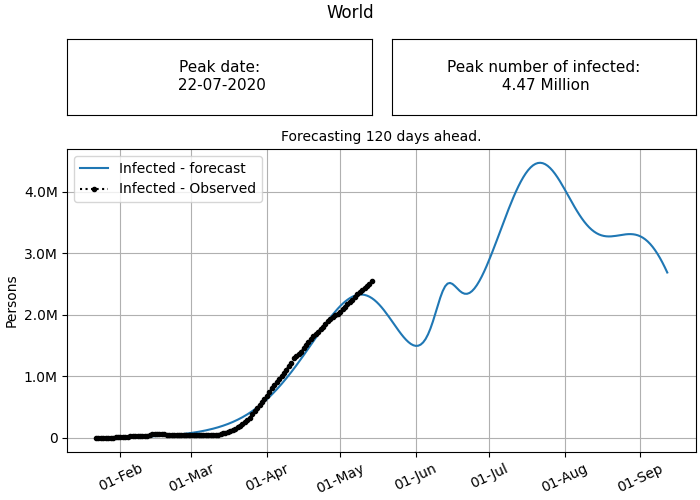 World
Peak date:
22-07-2020
Peak number of infected:
4.47 Million
Forecasting 120 days ahead.
Infected - forecast
Infected - Observed
Persons
4.0M
3.0M
2.0M
1.0M
0
01-Feb
01-Mar
01-Apr
01-May
01-Jun
01-Jul
01-Aug
01-Sep